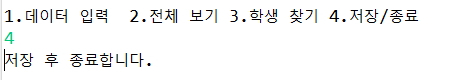 1.데이터 입력  2.전체 보기 3.학생 찾기 4.저장/종료
4
저장 후 종료합니다.